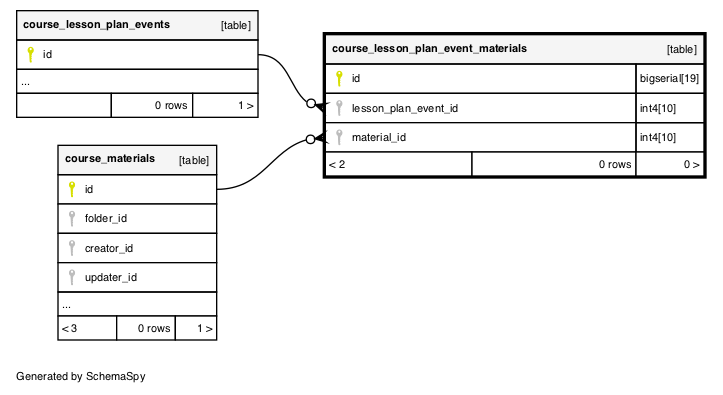 course_lesson_plan_events [table]
id
...
0 rows 1 >
course_lesson_plan_event_materials [table]
id bigserial[19]
lesson_plan_event_id int4[10]
material_id int4[10]
< 2 0 rows 0 >
course_materials [table]
id
folder_id
creator_id
updater_id
...
< 3 0 rows 1 >
Generated by SchemaSpy